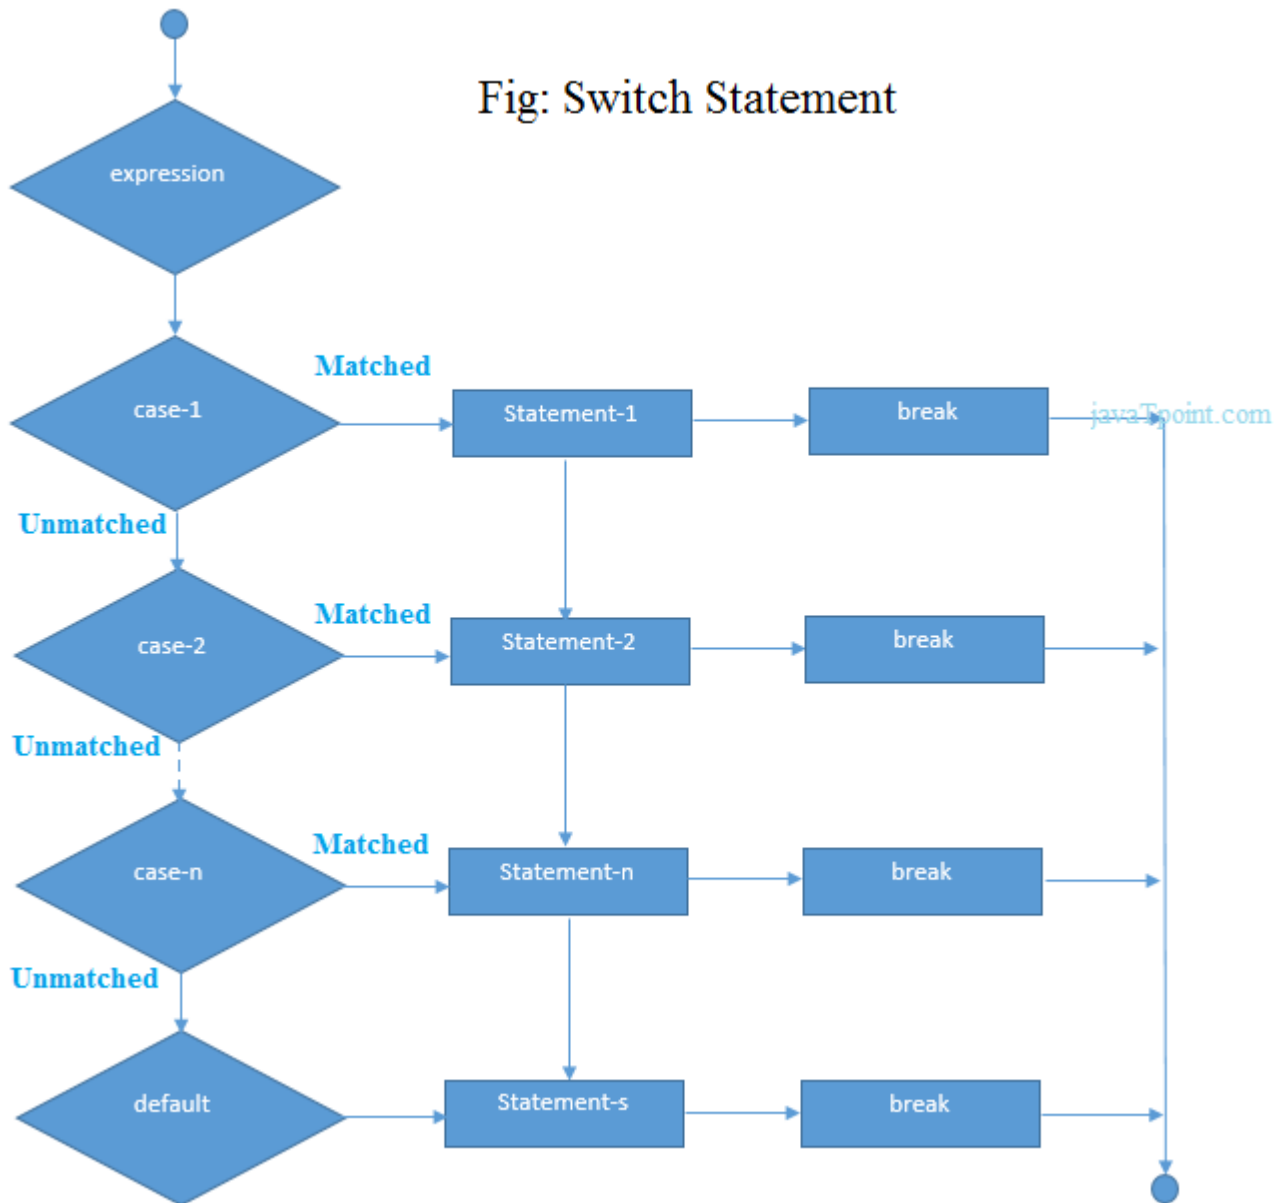 Fig: Switch Statement
expression
Matched
case-1
Statement-1
break
javaTpoint.com
Unmatched
Matched
case-2
Statement-2
break
Unmatched
Matched
case-n
Statement-n
break
Unmatched
default
Statement-s
break